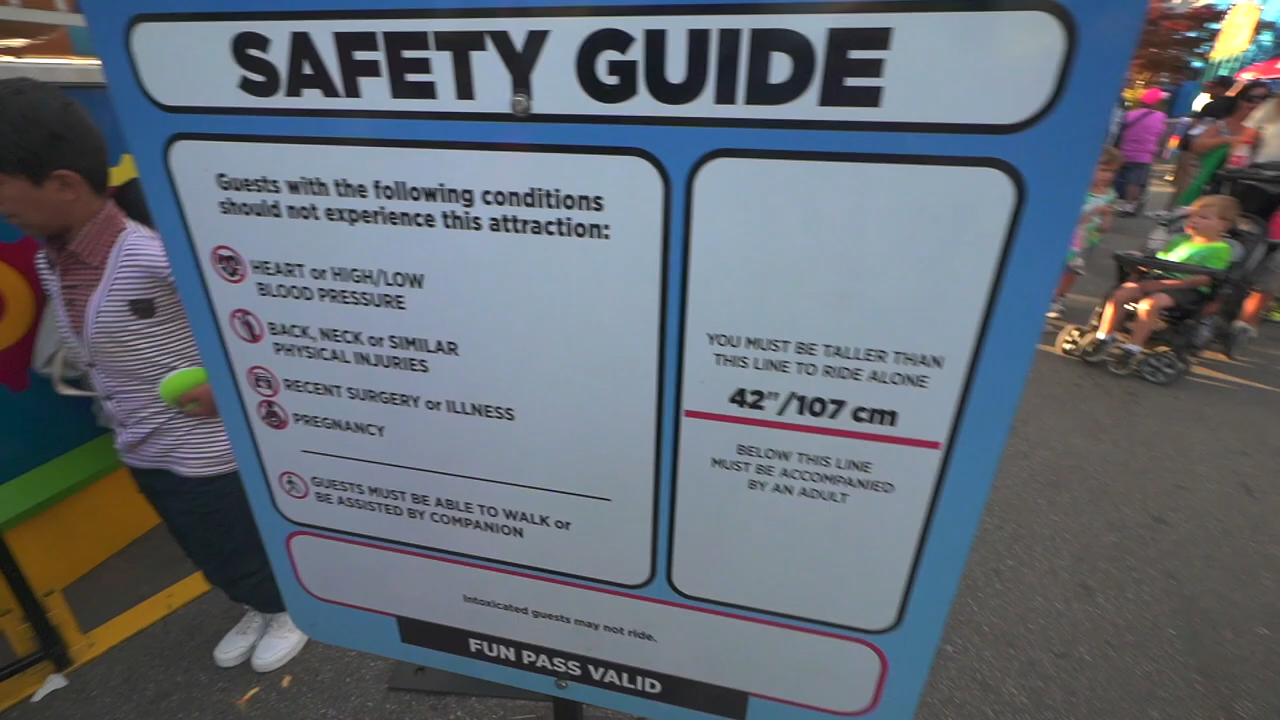 SAFETY GUIDE
Guests with the following conditions
should not experience this attraction:
HEART or HIGH/LOW
BLOOD PRESSURE
BACK, NECK or SIMILAR
PHYSICAL INJURIES
RECENT SURGERY or ILLNESS
PREGNANCY
GUESTS MUST BE ABLE TO WALK or
BE ASSISTED BY COMPANION
YOU MUST BE TALLER THAN
THIS LINE TO RIDE ALONE
42"/107 cm
BELOW THIS LINE
MUST BE ACCOMPANIED
BY AN ADULT
Intoxicated guests may not ride.
FUN PASS VALID